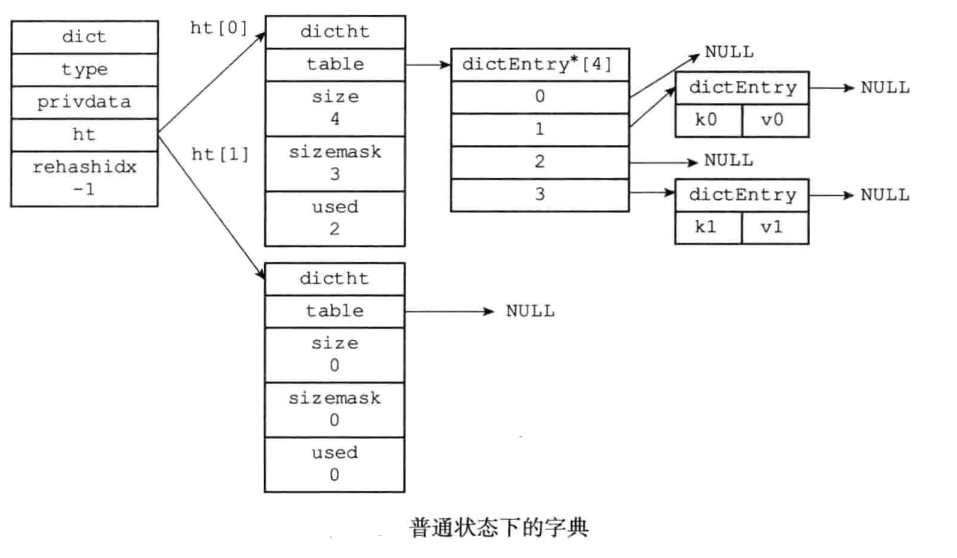 dict
type
privdata
ht
rehashidx
-1
ht[0]
ht[1]
dictht
table
size
4
sizemask
3
used
2
dictht
table
size
0
sizemask
0
used
0
NULL
dictEntry*[4]
0
1
2
3
NULL
dictEntry
k0 v0
NULL
NULL
dictEntry
k1 v1
NULL
普通状态下的字典